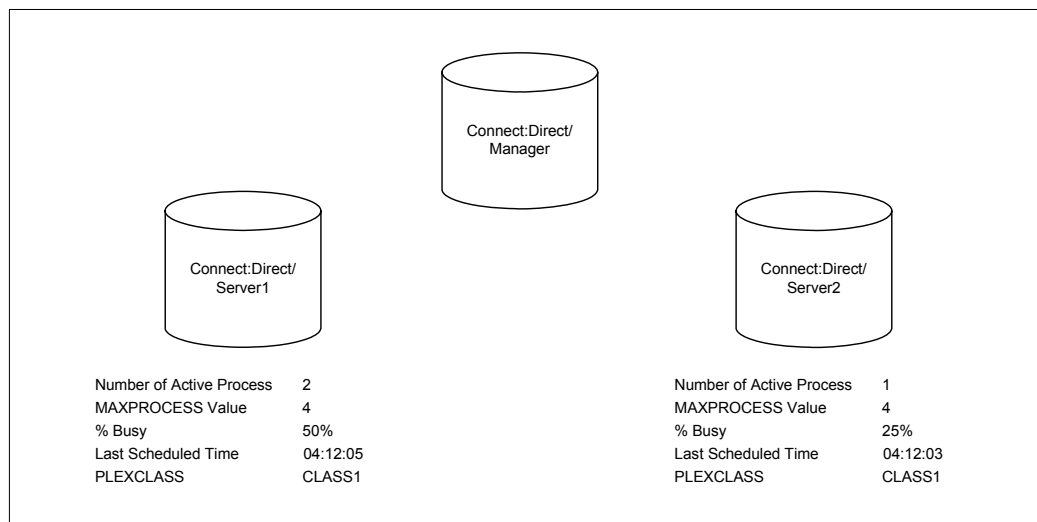 Connect:Direct/
Manager
Connect:Direct/
Server1
Connect:Direct/
Server2
Number of Active Process 2
MAXPROCESS Value 4
% Busy 50%
Last Scheduled Time 04:12:05
PLEXCLASS CLASS1
Number of Active Process 1
MAXPROCESS Value 4
% Busy 25%
Last Scheduled Time 04:12:03
PLEXCLASS CLASS1